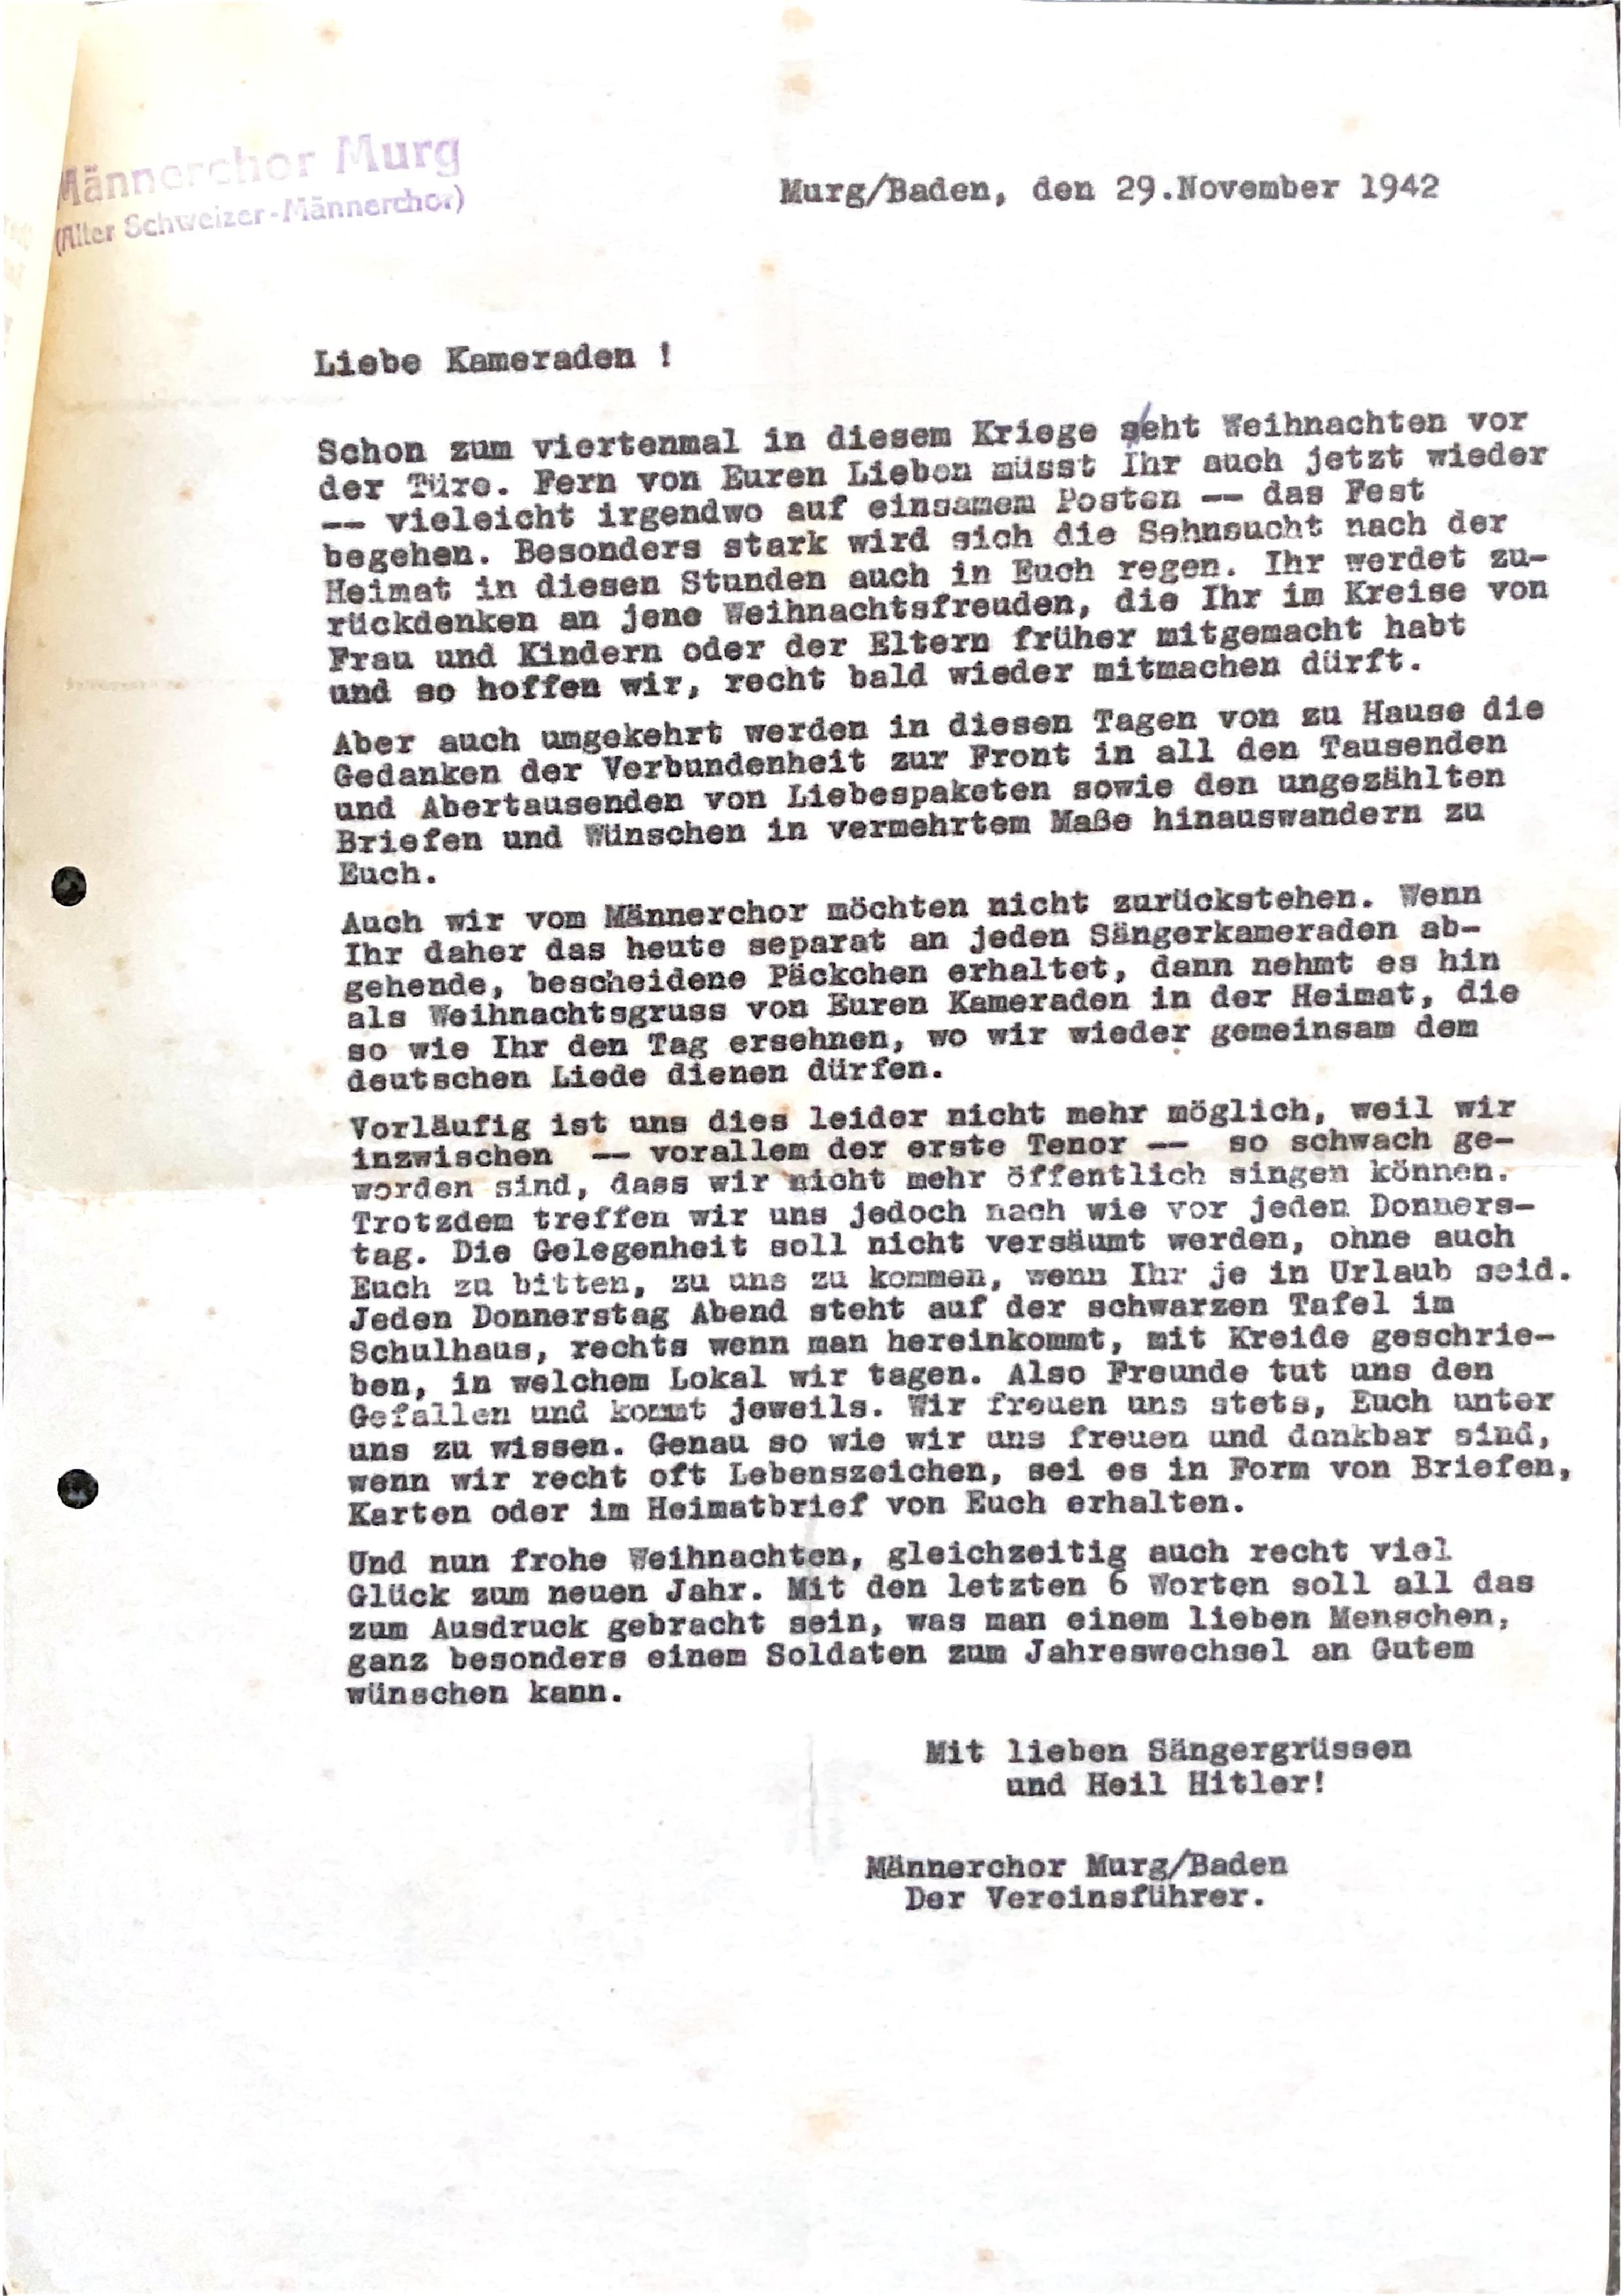 Männerchor Murg
(Alter Schweizer-Männerchor)
Murg/Baden, den 29.November 1942
Liebe Kameraden !
Schon zum viertenmal in diesem Kriege steht Weihnachten vor
der Türe. Fern von Euren Lieben müsst Ihr auch jetzt wieder
-- vieleicht irgendwo auf einsamem Posten -- das Fest
begehen. Besonders stark wird sich die Sehnsucht nach der
Heimat in diesen Stunden auch in Euch regen. Ihr werdet zu-
rückdenken an jene Weihnachtsfreuden, die Ihr im Kreise von
Frau und Kindern oder der Eltern früher mitgemacht habt
und so hoffen wir, recht bald wieder mitmachen dürft.
Aber auch umgekehrt werden in diesen Tagen von zu Hause die
Gedanken der Verbundenheit zur Front in all den Tausenden
und Abertausenden von Liebespaketen sowie den ungezählten
Briefen und Wünschen in vermehrtem Maße hinauswandern zu
Euch.
Auch wir vom Männerchor möchten nicht zurückstehen. Wenn
Ihr daher das heute separat an jeden Sängerkameraden ab-
gehende, bescheidene Päckchen erhaltet, dann nehmt es hin
als Weihnachtsgruss von Euren Kameraden in der Heimat, die
so wie Ihr den Tag ersehnen, wo wir wieder gemeinsam dem
deutschen Liede dienen dürfen.
Vorläufig ist uns dies leider nicht mehr möglich, weil wir
inzwischen -- vorallem der erste Tenor -- so schwach ge-
worden sind, dass wir nicht mehr öffentlich singen können.
Trotzdem treffen wir uns jedoch nach wie vor jeden Donners-
tag. Die Gelegenheit soll nicht versäumt werden, ohne auch
Euch zu bitten, zu uns zu kommen, wenn Ihr je in Urlaub seid.
Jeden Donnerstag Abend steht auf der schwarzen Tafel im
Schulhaus, rechts wenn man hereinkommt, mit Kreide geschrie-
ben, in welchem Lokal wir tagen. Also Freunde tut uns den
Gefallen und kommt jeweils. Wir freuen uns stets, Euch unter
uns zu wissen. Genau so wie wir uns freuen und dankbar sind,
wenn wir recht oft Lebenszeichen, sei es in Form von Briefen,
Karten oder im Heimatbrief von Euch erhalten.
Und nun frohe Weihnachten, gleichzeitig auch recht viel
Glück zum neuen Jahr. Mit den letzten 6 Worten soll all das
zum Ausdruck gebracht sein, was man einem lieben Menschen,
ganz besonders einem Soldaten zum Jahreswechsel an Gutem
wünschen kann.
Mit lieben Sängergrüssen
und Heil Hitler!
Männerchor Murg/Baden
Der Vereinsführer.